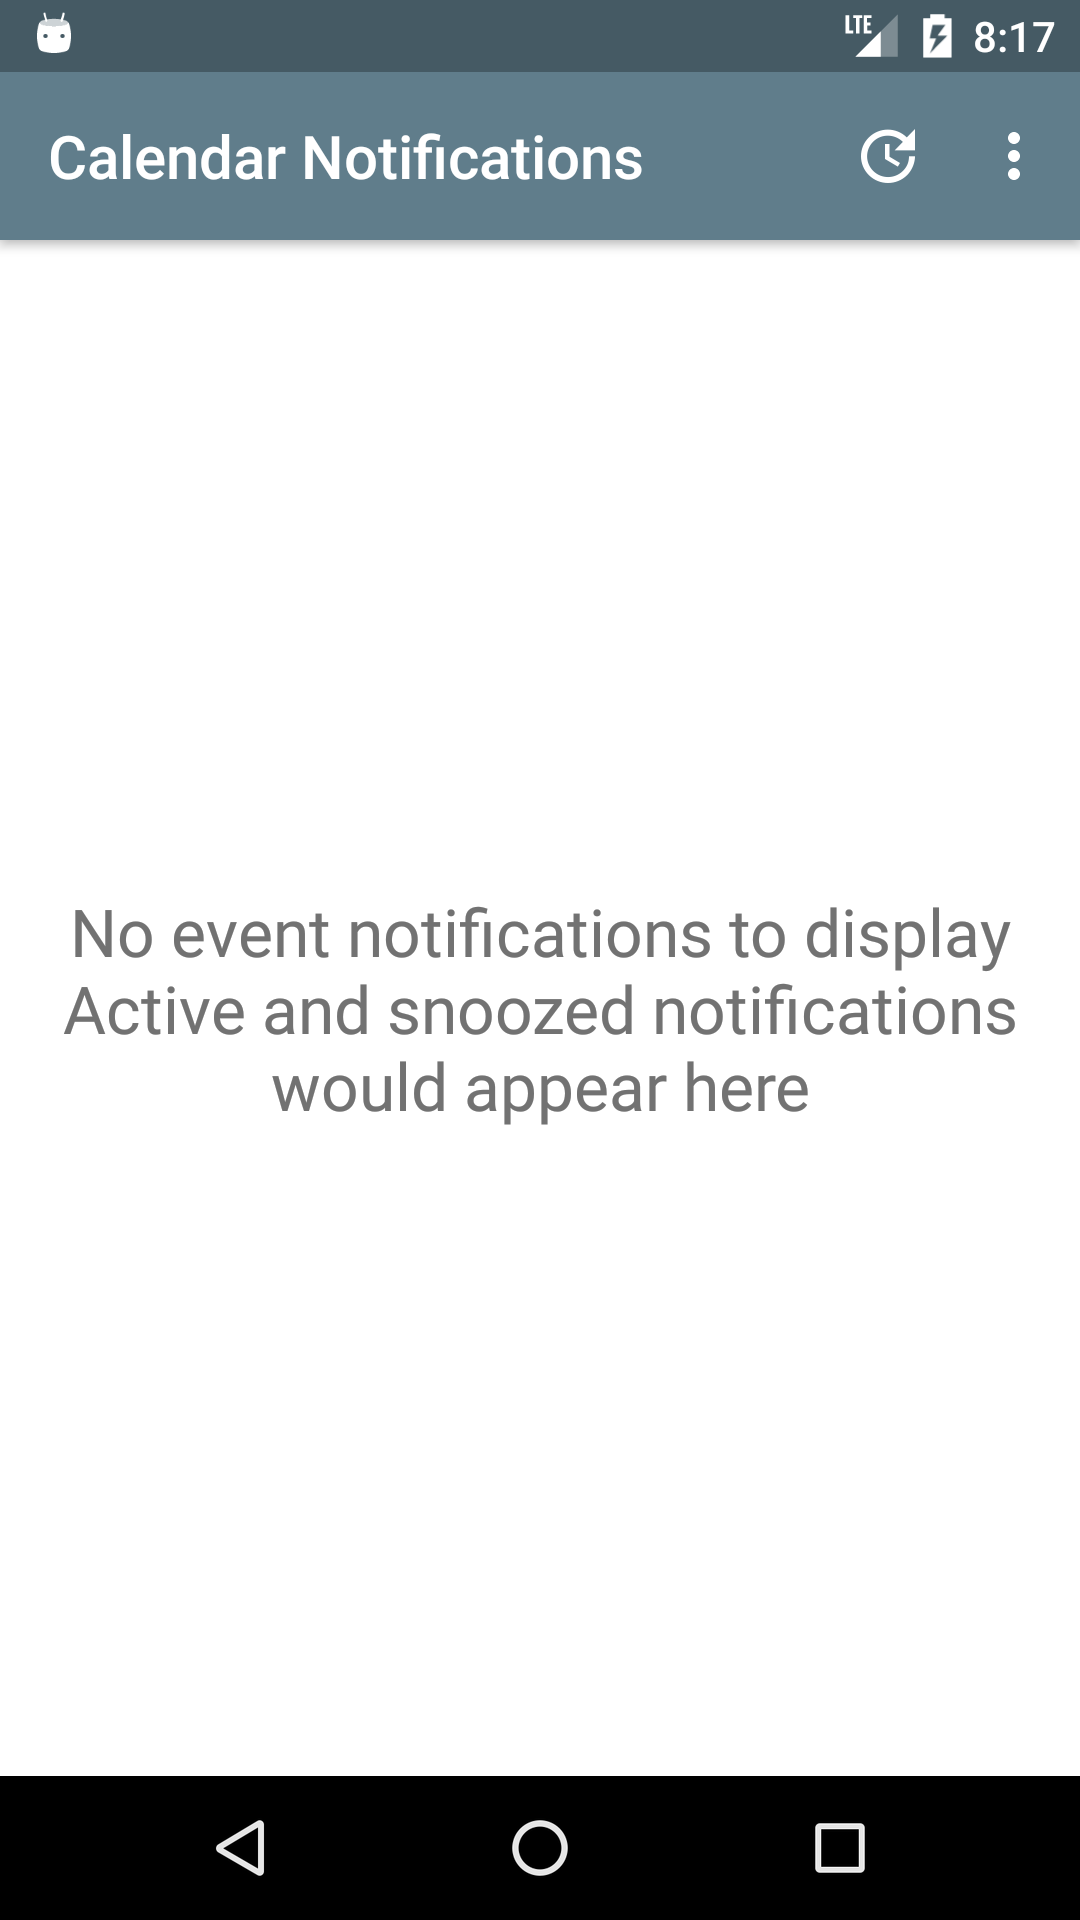 LTE 8:17
Calendar Notifications
No event notifications to display
Active and snoozed notifications
would appear here